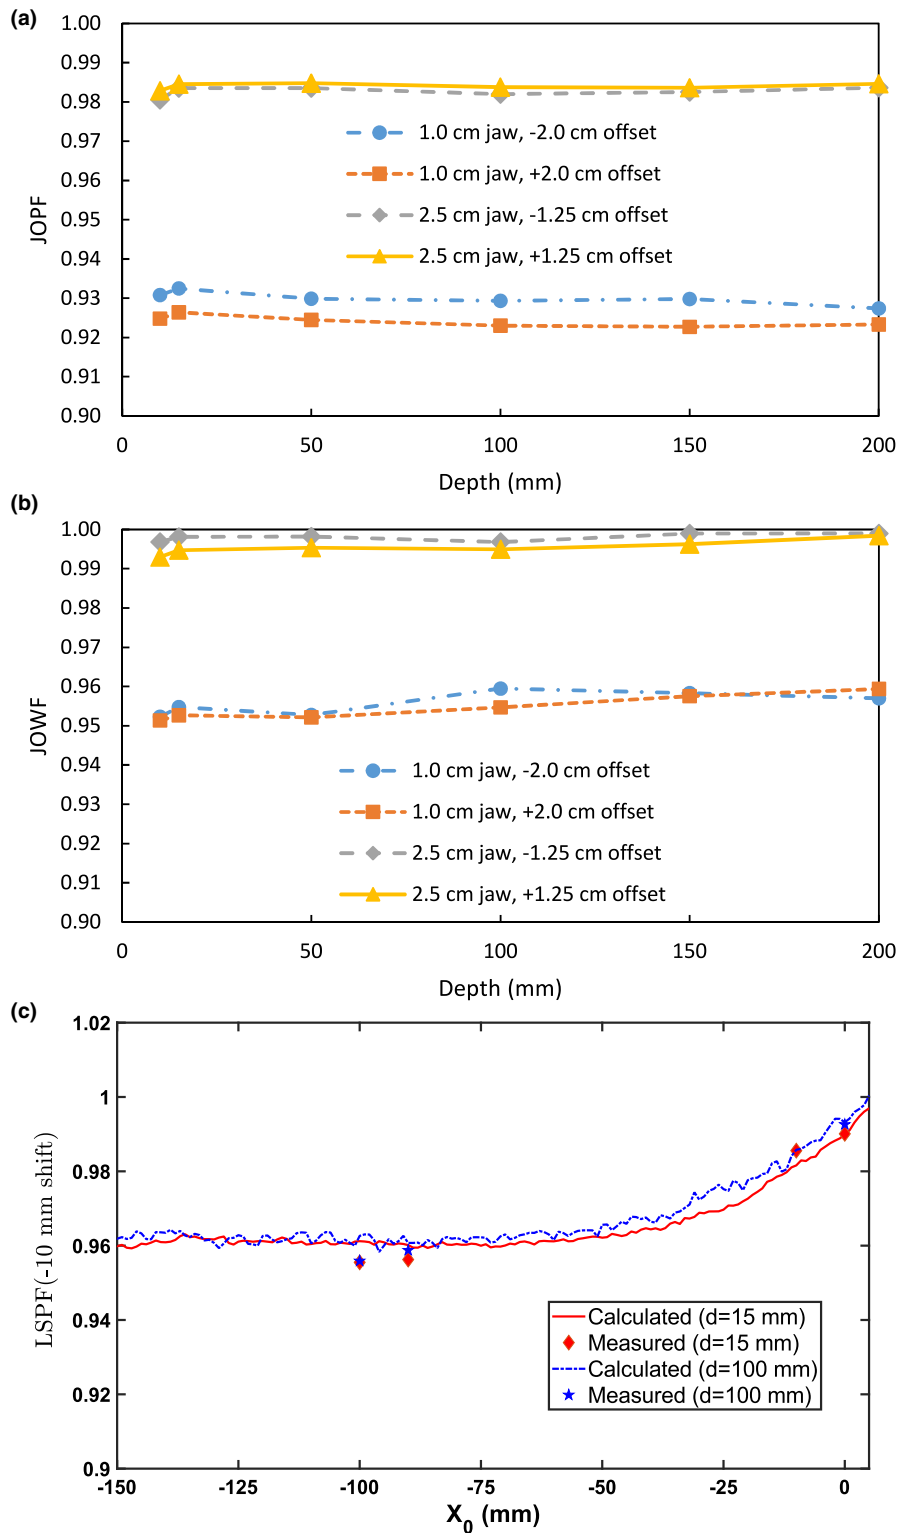 (a)
1.00
0.99
0.98
0.97
0.96
0.95
0.94
0.93
0.92
0.91
0.90
JOPF
1.0 cm jaw, -2.0 cm offset
1.0 cm jaw, +2.0 cm offset
2.5 cm jaw, -1.25 cm offset
2.5 cm jaw, +1.25 cm offset
0 50 100 150 200
Depth (mm)
(b)
1.00
0.99
0.98
0.97
0.96
0.95
0.94
0.93
0.92
0.91
0.90
JOWF
1.0 cm jaw, -2.0 cm offset
1.0 cm jaw, +2.0 cm offset
2.5 cm jaw, -1.25 cm offset
2.5 cm jaw, +1.25 cm offset
0 50 100 150 200
Depth (mm)
(c)
1.02
1
0.98
0.96
0.94
0.92
0.9
LSPF(-10 mm shift)
Calculated (d=15 mm)
Measured (d=15 mm)
Calculated (d=100 mm)
Measured (d=100 mm)
-150 -125 -100 -75 -50 -25 0
X0 (mm)